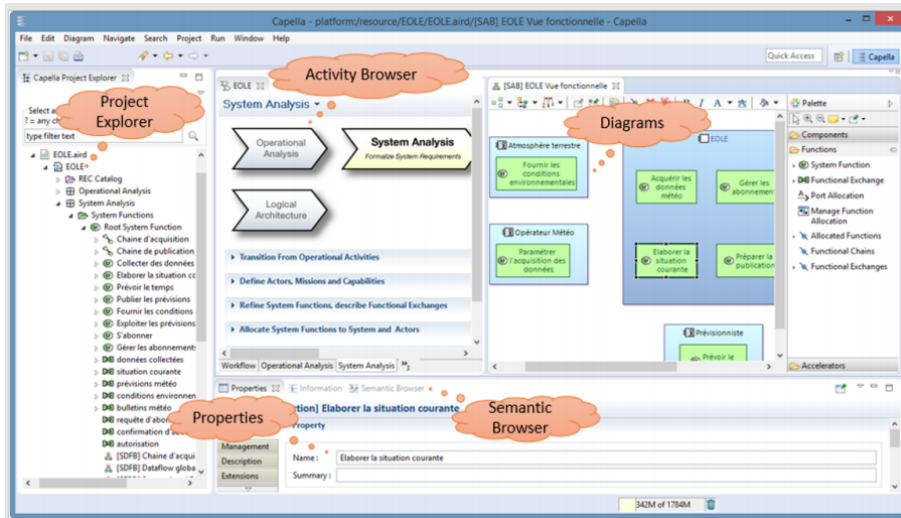 Capella - platform:/resource/EOLE/EOLE.aird/[SAB] EOLE Vue fonctionnelle - Capella
File Edit Diagram Navigate Search Project Run Window Help
Quick Access
Capella
Capella Project Explorer
Project
Explorer
Select a
? = any ch
type filter text
EOLE.aird
EOLE
REC Catalog
Operational Analysis
System Analysis
System Functions
Root System Function
Chaine d'acquisition
Chaine de publication
Collecter des données
Elaborer la situation cc
Prévoir le temps
Publier les prévisions
Fournir les conditions
Exploiter les prévisions
S'abonner
Gérer les abonnement
données collectées
situation courante
prévisions météo
conditions environnen
bulletins météo
requête d'abor
confirmation d'a
autorisation
[SDFB] Chaine d'acqui
[SDFB] Dataflow globa
EOLE
Activity Browser
System Analysis
Operational
Analysis
System Analysis
Formalize System Requirements
Logical
Architecture
Transition From Operational Activities
Define Actors, Missions and Capabilities
Refine System Functions, describe Functional Exchanges
Allocate System Functions to System and Actors
Workflow Operational Analysis System Analysis »3
[SAB] EOLE Vue fonctionnelle
Diagrams
Atmosphère terrestre
Fournir les
conditions
environnementales
Opérateur Météo
Paramétrer
l'acquisition des
données
EOLE
Acquérir les
données
météo
Gérer les
abonnement
Elaborer la
situation
courante
Préparer la
publication
Prévisionniste
Prévoir le
Palette
Components
Functions
System Function
Functional Exchange
Port Allocation
Manage Function
Allocation
Allocated Functions
Functional Chains
Functional Exchanges
Accelerators
Properties Information Semantic Browser
Properties
Semantic
Browser
ction] Elaborer la situation courante
Property
Management
Description
Extensions
Name : Elaborer la situation courante
Summary :
342M of 1784M